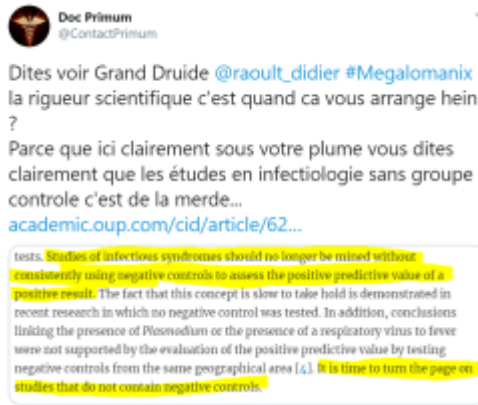 Doc Primum
@ContactPrimum
Dites voir Grand Druide @raoult_didier #Megalomanix
la rigueur scientifique c'est quand ca vous arrange hein
?
Parce que ici clairement sous votre plume vous dites
clairement que les études en infectiologie sans groupe
controle c'est de la merde...
academic.oup.com/cid/article/62...
tests. Studies of infectious syndromes should no longer be mined without
consistently using negative controls to assess the positive predictive value of a
positive result. The fact that this concept is slow to take hold is demonstrated in
recent research in which no negative control was tested. In addition, conclusions
linking the presence of Plasmodium or the presence of a respiratory virus to fever
were not supported by the evaluation of the positive predictive value by testing
negative controls from the same geographical area [4]. It is time to turn the page on
studies that do not contain negative controls.